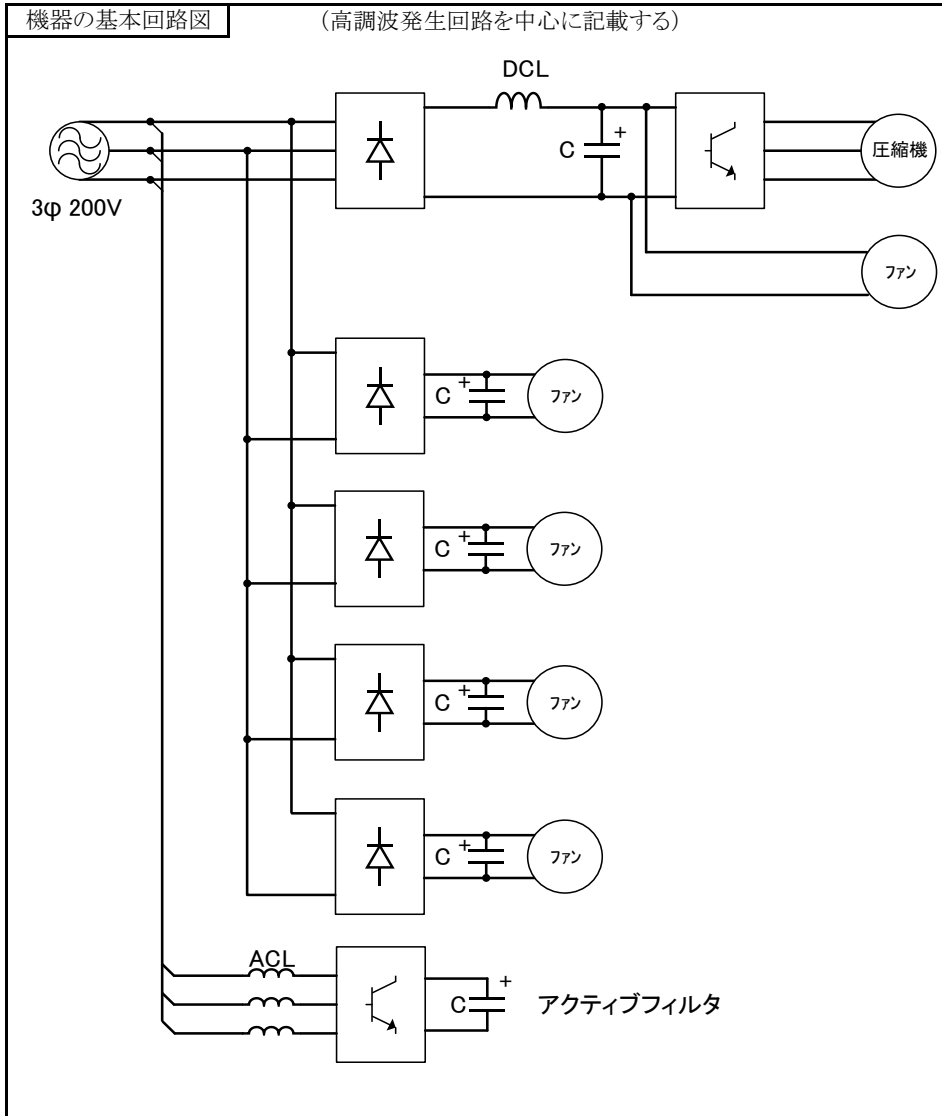 機器の基本回路図 (高調波発生回路を中心に記載する)
DCL
C +
圧縮機
3φ 200V
ファン
C + ファン
C + ファン
C + ファン
C + ファン
ACL
C + アクティブフィルタ